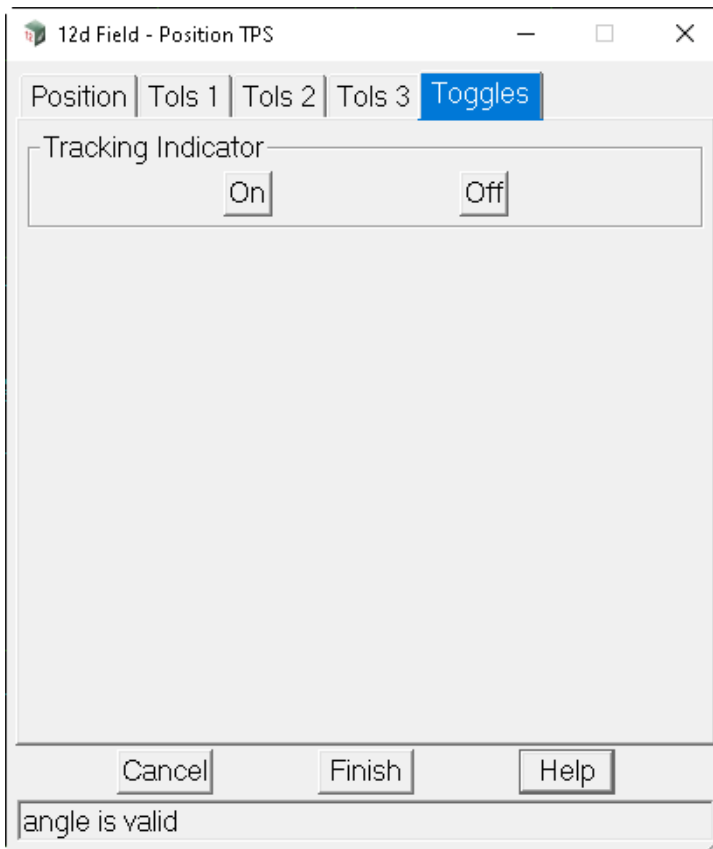 12d Field - Position TPS
Position Tols 1 Tols 2 Tols 3 Toggles
Tracking Indicator
On Off
Cancel Finish Help
angle is valid